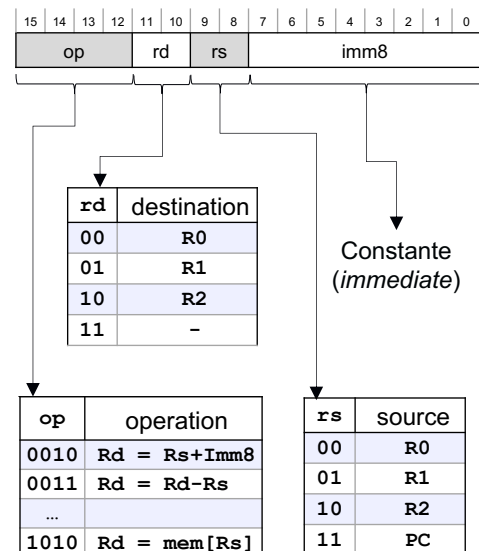 15 14 13 12 11 10 9 8 7 6 5 4 3 2 1 0
op rd rs imm8
rd destination
00 R0
01 R1
10 R2
11 -
Constante
(immediate)
op operation
0010 Rd = Rs+Imm8
0011 Rd = Rd-Rs
…
1010 Rd = mem[Rs]
rs source
00 R0
01 R1
10 R2
11 PC